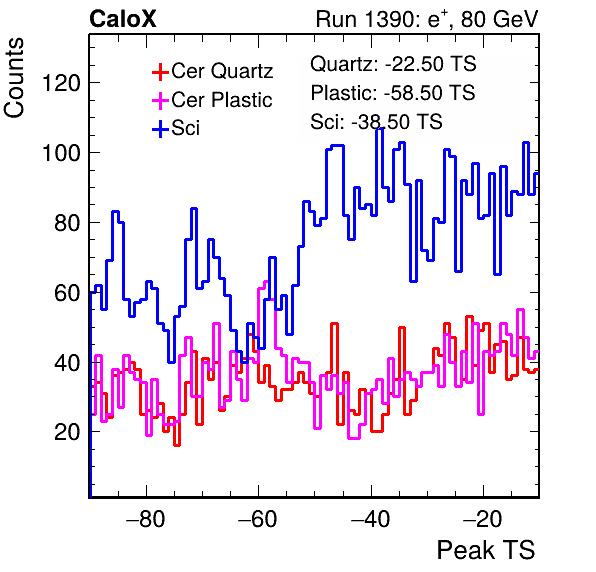 CaloX
Run 1390: e+, 80 GeV
Counts
Cer Quartz
Cer Plastic
Sci
Quartz: -22.50 TS
Plastic: -58.50 TS
Sci: -38.50 TS
120
100
80
60
40
20
−80 −60 −40 −20
Peak TS